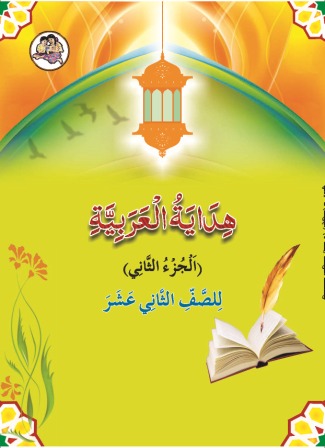 هِدَايَةُ الْعَرَبِيَّةِ
(اَلْجُزْءُ الثَّانِي)
لِلصَّفِّ الثَّانِي عَشَرَ